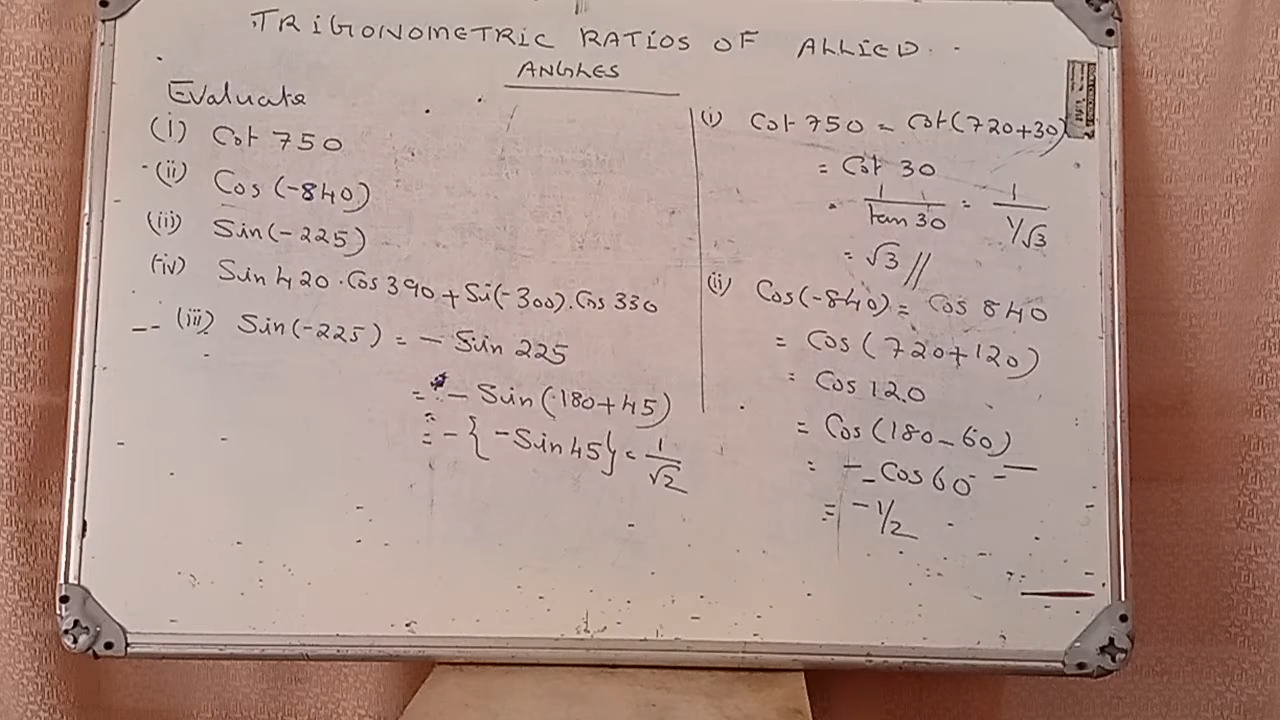 TRIGONOMETRIC RATIOS OF ALLIED
ANGLES
Evaluate
(i) Cot 750
(ii) Cos (-840)
(iii) Sin(-225)
(iv) Sin 420 . Cos 390 + Si(-300) . Cos 330
(iii) Sin(-225) = - Sin 225
= - Sin(180+45)
= - { - Sin 45} = 1/√2
(i) Cot 750 = Cot(720+30)
= Cot 30
= 1/tan 30 = 1/1/√3
= √3 //
(ii) Cos(-840) = Cos 840
= Cos(720+120)
= Cos 120
= Cos(180-60)
= - Cos 60
= -1/2